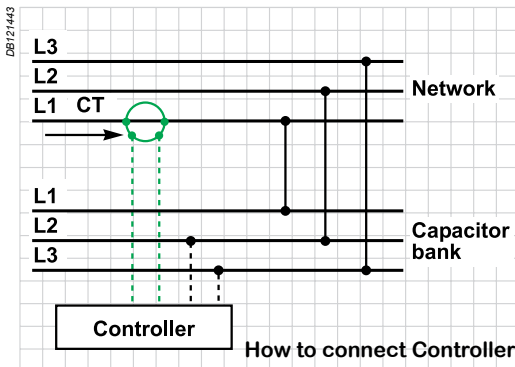 DB121443
L3
L2
Network
L1 CT
L1
L2
Capacitor
bank
L3
Controller
How to connect Controller